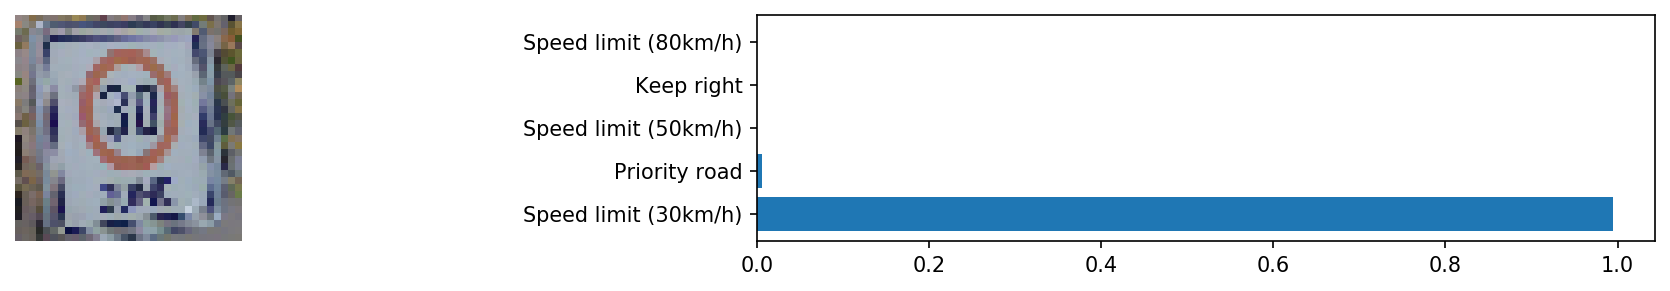 30
Speed limit (80km/h)
Keep right
Speed limit (50km/h)
Priority road
Speed limit (30km/h)
0.0 0.2 0.4 0.6 0.8 1.0